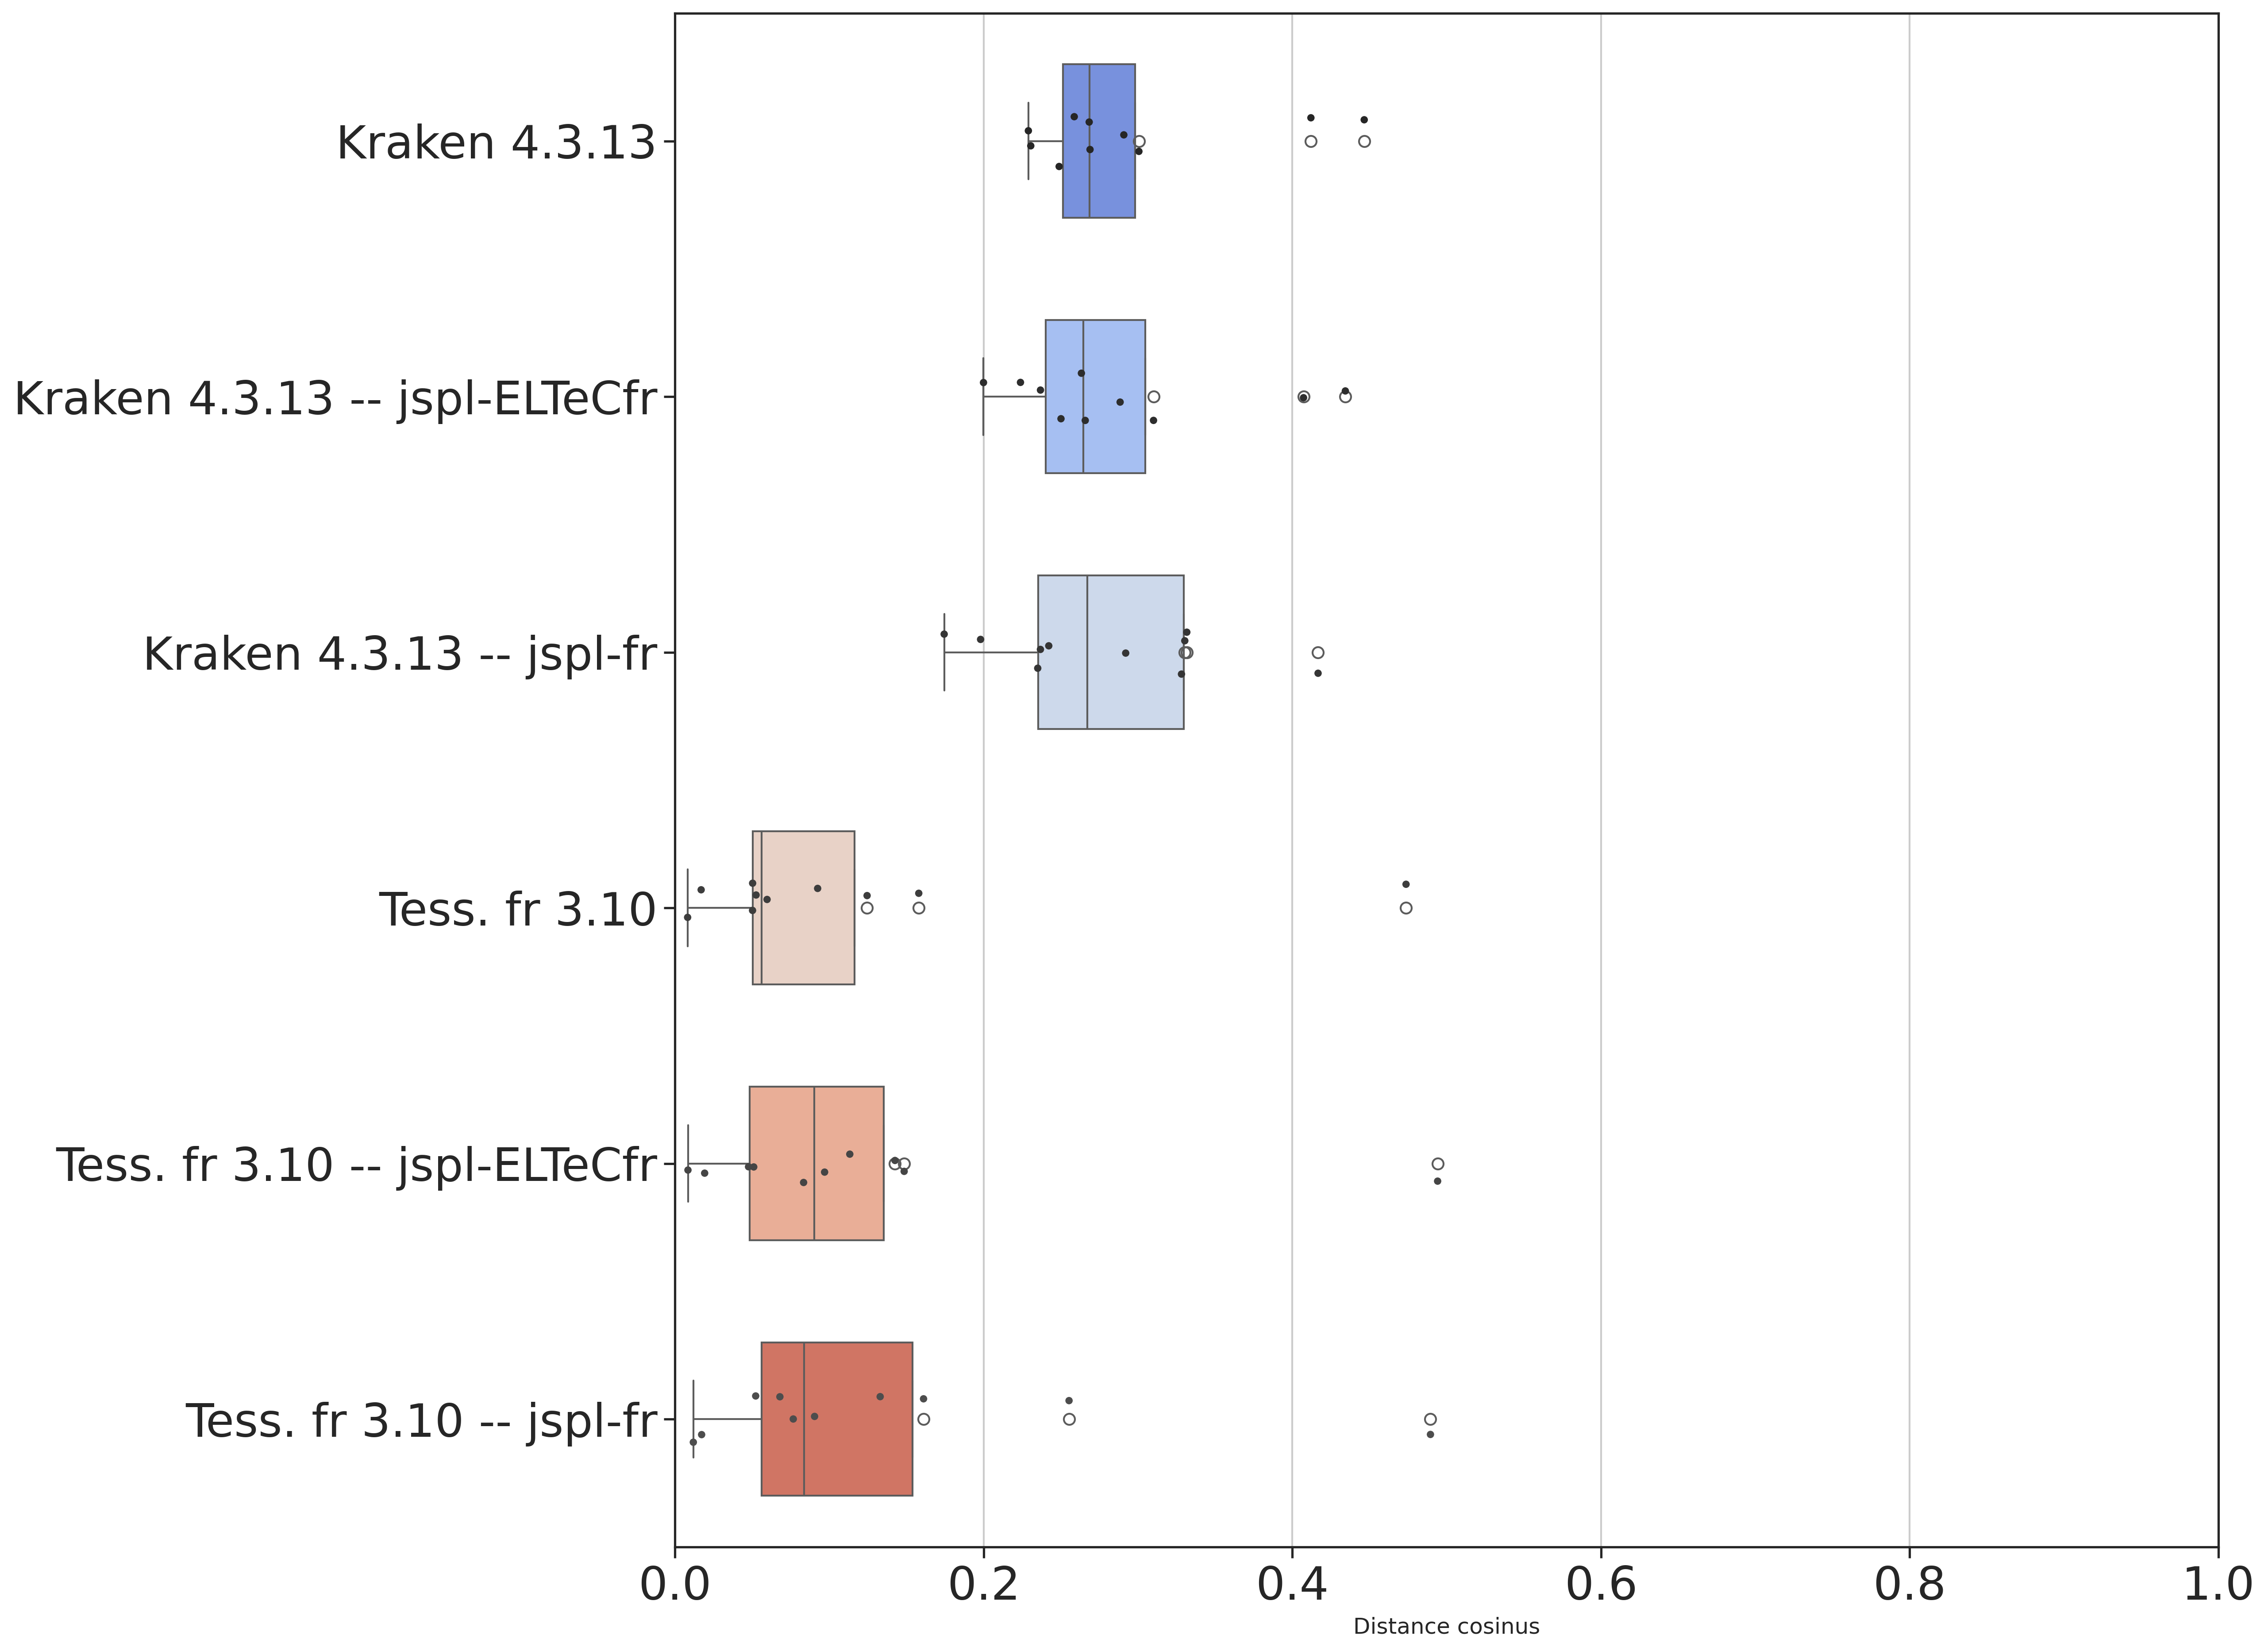 Kraken 4.3.13
Kraken 4.3.13 -- jspl-ELTeCfr
Kraken 4.3.13 -- jspl-fr
Tess. fr 3.10
Tess. fr 3.10 -- jspl-ELTeCfr
Tess. fr 3.10 -- jspl-fr
0.0 0.2 0.4 0.6 0.8 1.0
Distance cosinus